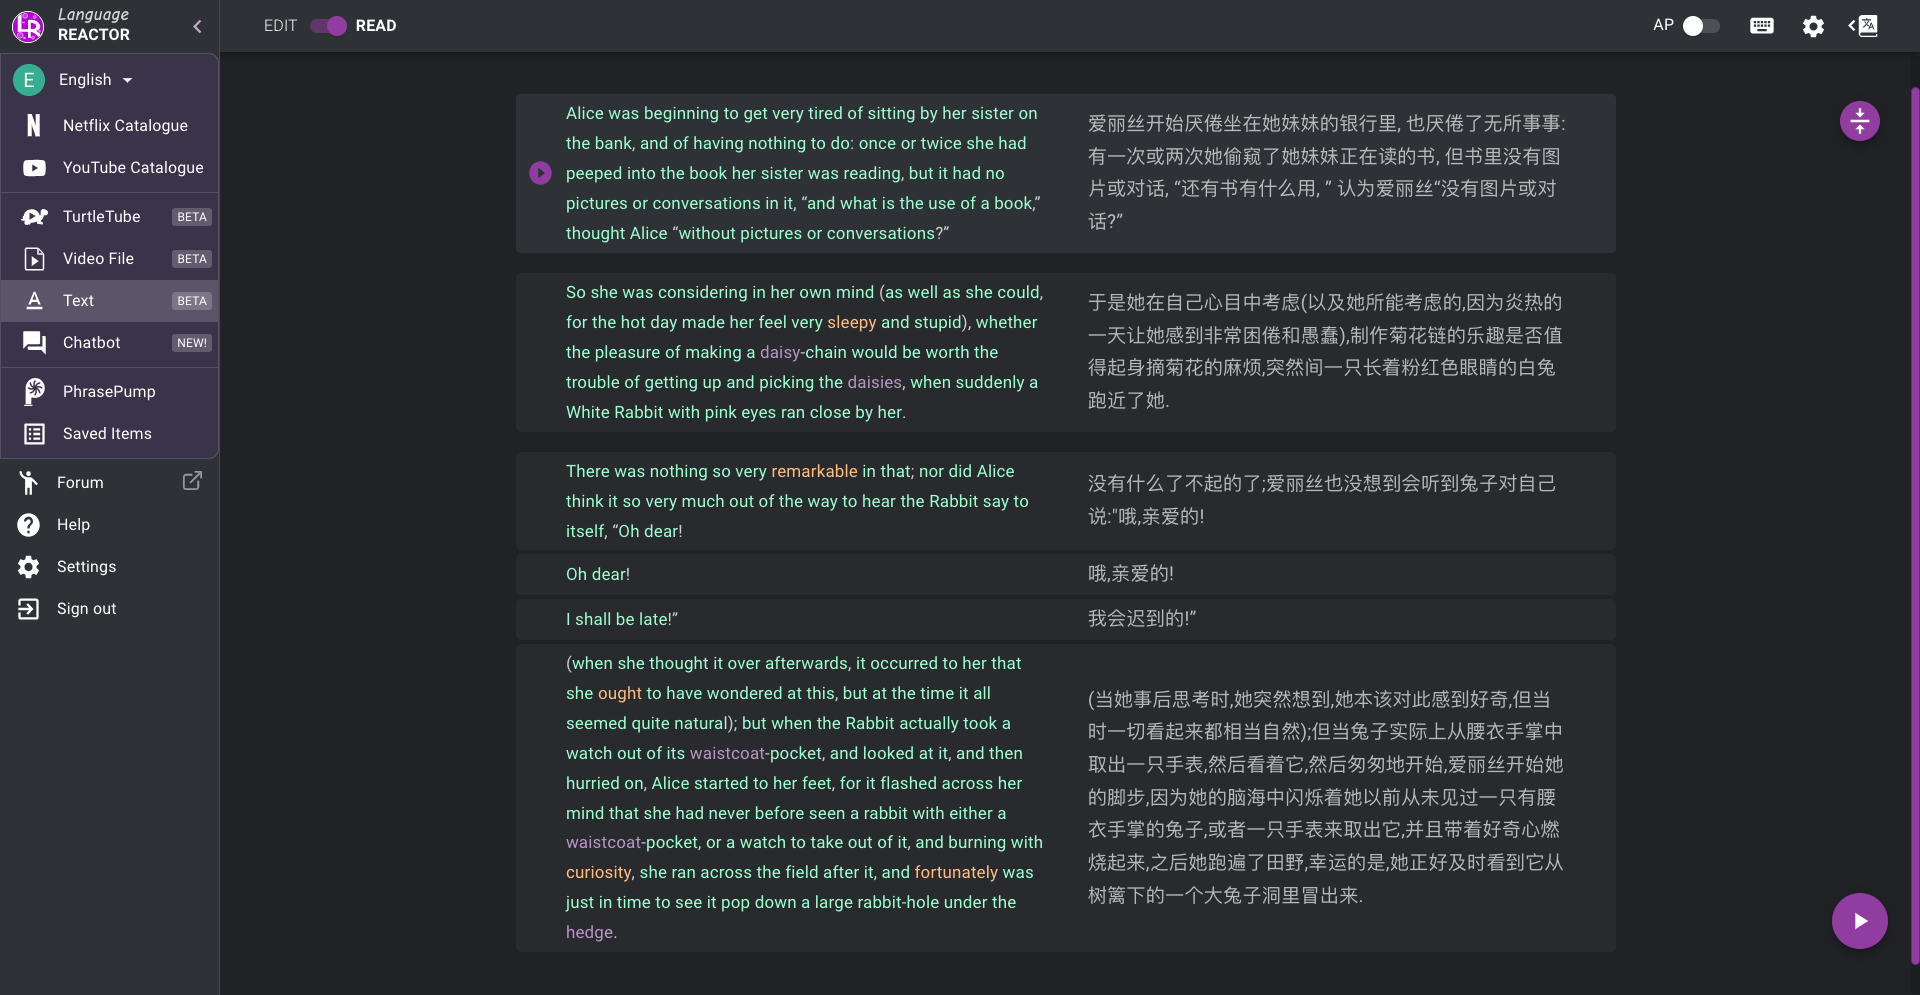 Language
REACTOR
EDIT READ
AP
E English
Netflix Catalogue
YouTube Catalogue
TurtleTube BETA
Video File BETA
Text BETA
Chatbot NEW!
PhrasePump
Saved Items
Forum
Help
Settings
Sign out
Alice was beginning to get very tired of sitting by her sister on
the bank, and of having nothing to do: once or twice she had
peeped into the book her sister was reading, but it had no
pictures or conversations in it, “and what is the use of a book,”
thought Alice “without pictures or conversations?”
爱丽丝开始厌倦坐在她妹妹的银行里, 也厌倦了无所事事:
有一次或两次她偷窥了她妹妹正在读的书, 但书里没有图
片或对话, “还有书有什么用, ” 认为爱丽丝“没有图片或对
话?”
So she was considering in her own mind (as well as she could,
for the hot day made her feel very sleepy and stupid), whether
the pleasure of making a daisy-chain would be worth the
trouble of getting up and picking the daisies, when suddenly a
White Rabbit with pink eyes ran close by her.
于是她在自己心目中考虑(以及她所能考虑的,因为炎热的
一天让她感到非常困倦和愚蠢),制作菊花链的乐趣是否值
得起身摘菊花的麻烦,突然间一只长着粉红色眼睛的白兔
跑近了她.
There was nothing so very remarkable in that; nor did Alice
think it so very much out of the way to hear the Rabbit say to
itself, “Oh dear!
没有什么了不起的了;爱丽丝也没想到会听到兔子对自己
说:"哦,亲爱的!
Oh dear!
哦,亲爱的!
I shall be late!”
我会迟到的!”
(when she thought it over afterwards, it occurred to her that
she ought to have wondered at this, but at the time it all
seemed quite natural); but when the Rabbit actually took a
watch out of its waistcoat-pocket, and looked at it, and then
hurried on, Alice started to her feet, for it flashed across her
mind that she had never before seen a rabbit with either a
waistcoat-pocket, or a watch to take out of it, and burning with
curiosity, she ran across the field after it, and fortunately was
just in time to see it pop down a large rabbit-hole under the
hedge.
(当她事后思考时,她突然想到,她本该对此感到好奇,但当
时一切看起来都相当自然);但当兔子实际上从腰衣手掌中
取出一只手表,然后看着它,然后匆匆地开始,爱丽丝开始她
的脚步,因为她的脑海中闪烁着她以前从未见过一只有腰
衣手掌的兔子,或者一只手表来取出它,并且带着好奇心燃
烧起来,之后她跑遍了田野,幸运的是,她正好及时看到它从
树篱下的一个大兔子洞里冒出来.